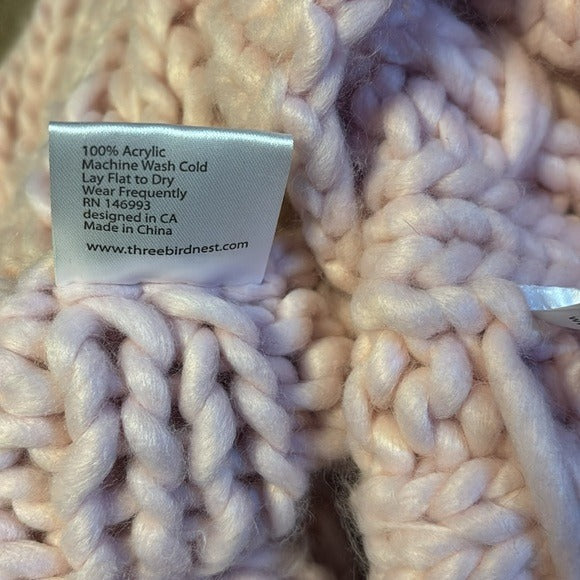 100% Acrylic
Machine Wash Cold
Lay Flat to Dry
Wear Frequently
RN 146993
designed in CA
Made in China
www.threebirdnest.com